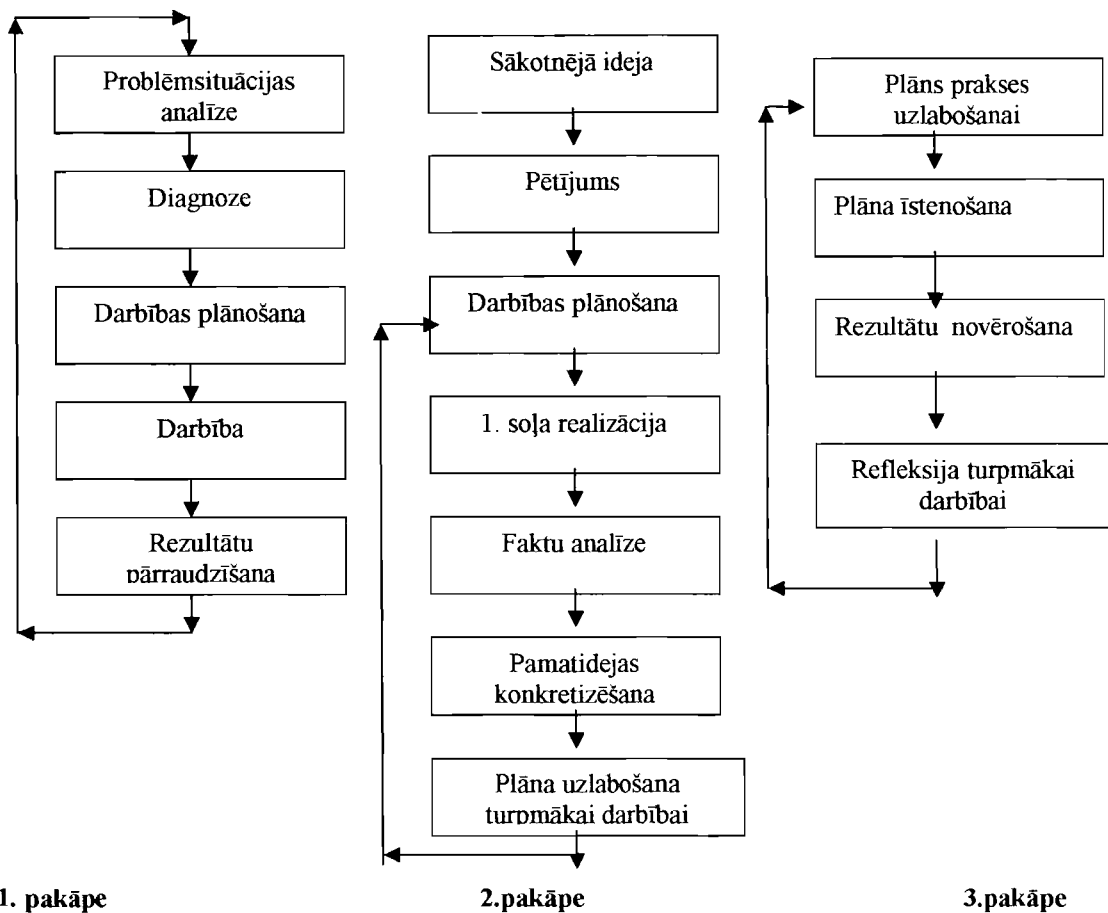 Problēmsituācijas
analīze
Diagnoze
Darbības plānošana
Darbība
Rezultātu
pārraudzīšana
Sākotnējā ideja
Pētījums
Darbības plānošana
1. soļa realizācija
Faktu analīze
Pamatidejas
konkretizēšana
Plāna uzlabošana
turpmākai darbībai
Plāns prakses
uzlabošanai
Plāna īstenošana
Rezultātu novērošana
Refleksija turpmākai
darbībai
1. pakāpe
2.pakāpe
3.pakāpe